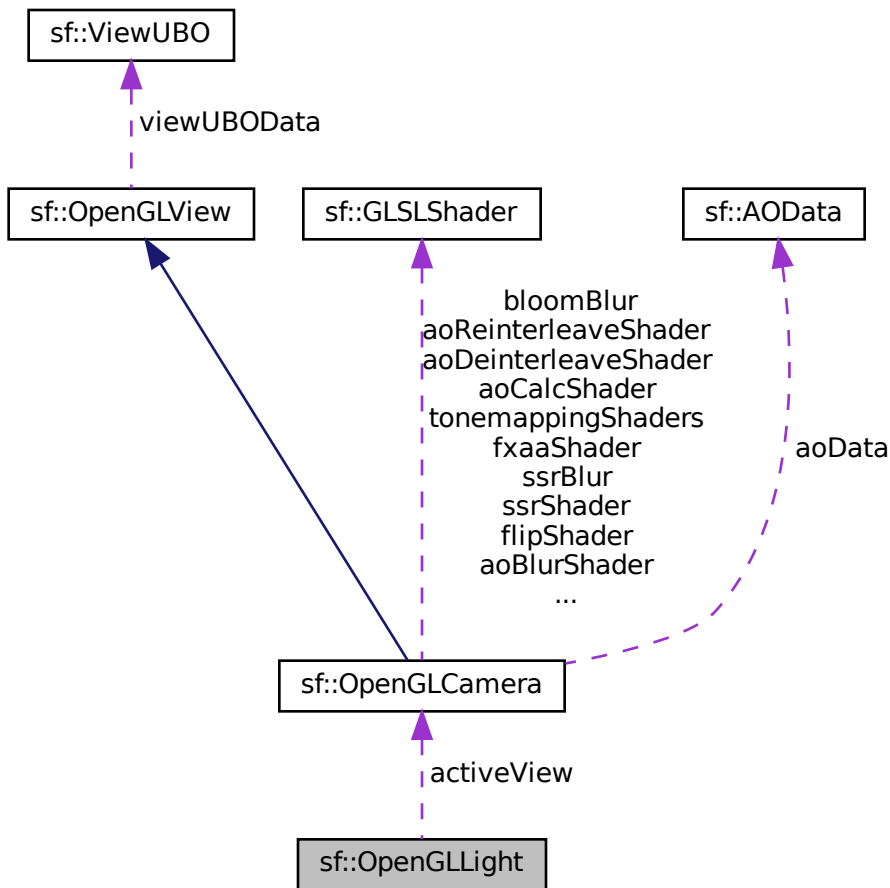 sf::ViewUBO
viewUBOData
sf::OpenGLView
sf::GLSLShader
sf::AOData
bloomBlur
aoReinterleaveShader
aoDeinterleaveShader
aoCalcShader
tonemappingShaders
fxaaShader
ssrBlur
ssrShader
flipShader
aoBlurShader
...
aoData
sf::OpenGLCamera
activeView
sf::OpenGLLight